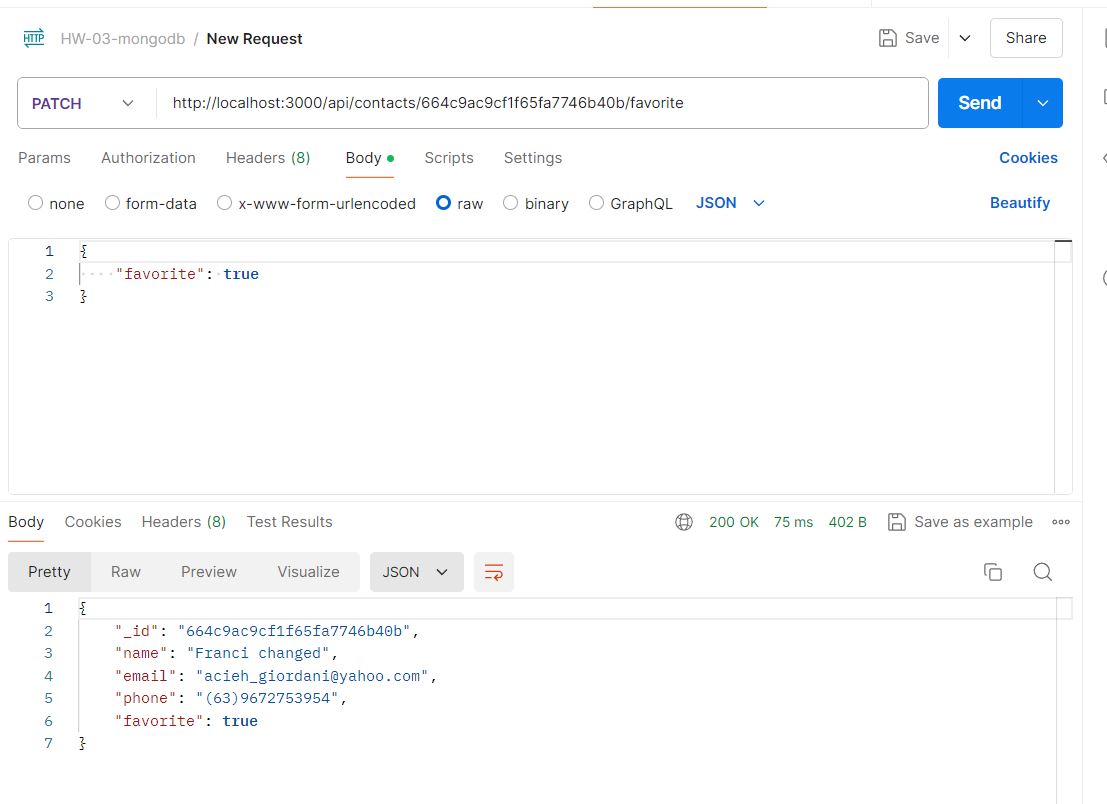 HTTP HW-03-mongodb / New Request Save Share
PATCH http://localhost:3000/api/contacts/664c9ac9cf1f65fa7746b40b/favorite Send
Params Authorization Headers (8) Body Scripts Settings Cookies
none form-data x-www-form-urlencoded raw binary GraphQL JSON Beautify
1 {
2 "favorite": true
3 }
Body Cookies Headers (8) Test Results 200 OK 75 ms 402 B Save as example
Pretty Raw Preview Visualize JSON
1 {
2 "_id": "664c9ac9cf1f65fa7746b40b",
3 "name": "Franci changed",
4 "email": "acieh_giordani@yahoo.com",
5 "phone": "(63)9672753954",
6 "favorite": true
7 }